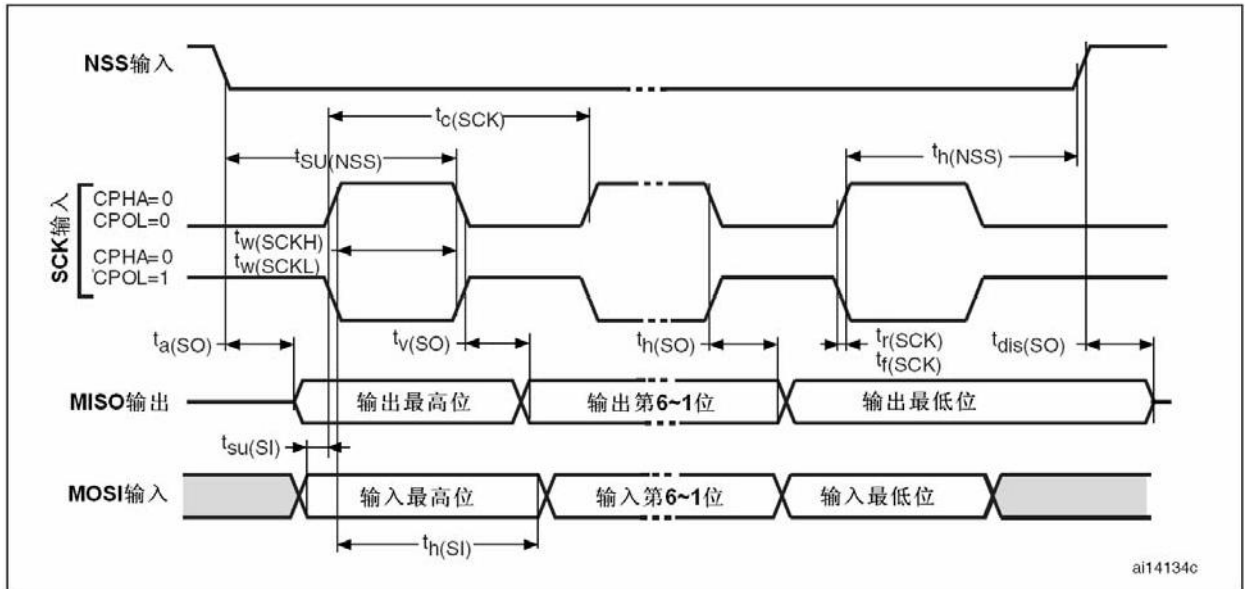 NSS输入
tc(SCK)
tSU(NSS)
th(NSS)
SCK输入
CPHA=0
CPOL=0
tw(SCKH)
CPHA=0
tw(SCKL)
CPOL=1
ta(SO)
tv(SO)
th(SO)
tr(SCK)
tf(SCK)
tdis(SO)
MISO输出
输出最高位
输出第6~1位
输出最低位
tsu(SI)
MOSI输入
输入最高位
输入第6~1位
输入最低位
th(SI)
ai14134c